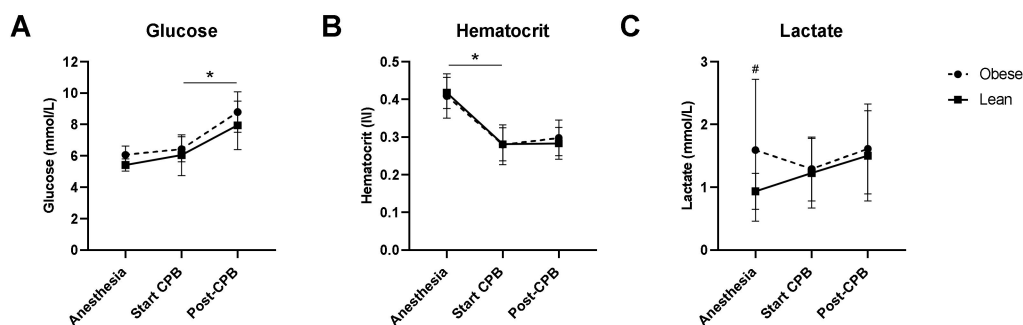 A
Glucose
Glucose (mmol/L)
12
10
8
6
4
2
0
*
Anesthesia
Start CPB
Post-CPB
B
Hematocrit
Hematocrit (l\l)
0.5
0.4
0.3
0.2
0.1
0.0
*
Anesthesia
Start CPB
Post-CPB
C
Lactate
Lactate (mmol/L)
3
2
1
0
#
Anesthesia
Start CPB
Post-CPB
Obese
Lean